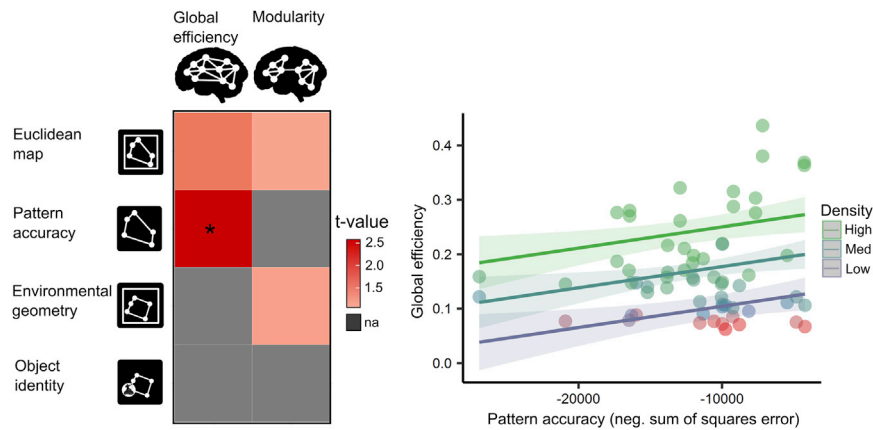 Global
efficiency
Modularity
Euclidean
map
Pattern
accuracy
*
Environmental
geometry
Object
identity
t-value
2.5
2.0
1.5
na
Global efficiency
0.4
0.3
0.2
0.1
0.0
-20000
-10000
Pattern accuracy (neg. sum of squares error)
Density
High
Med
Low